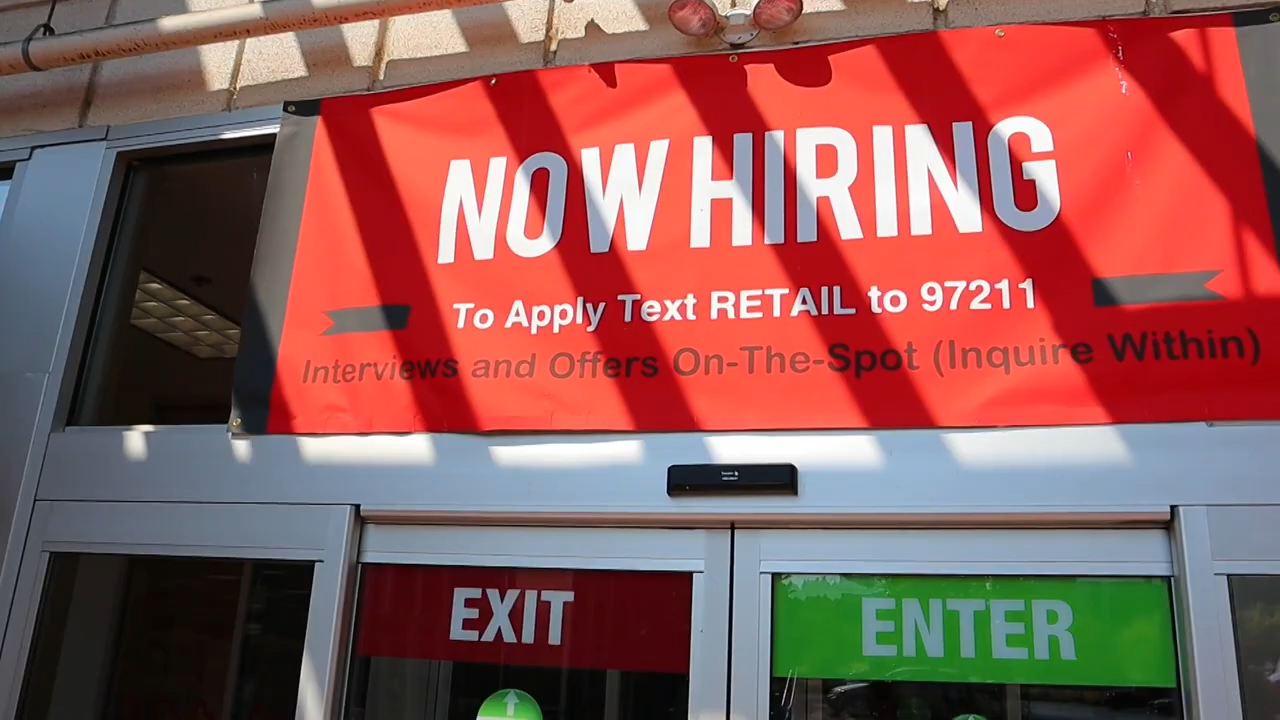 NOW HIRING
To Apply Text RETAIL to 97211
Interviews and Offers On-The-Spot (Inquire Within)
EXIT
ENTER